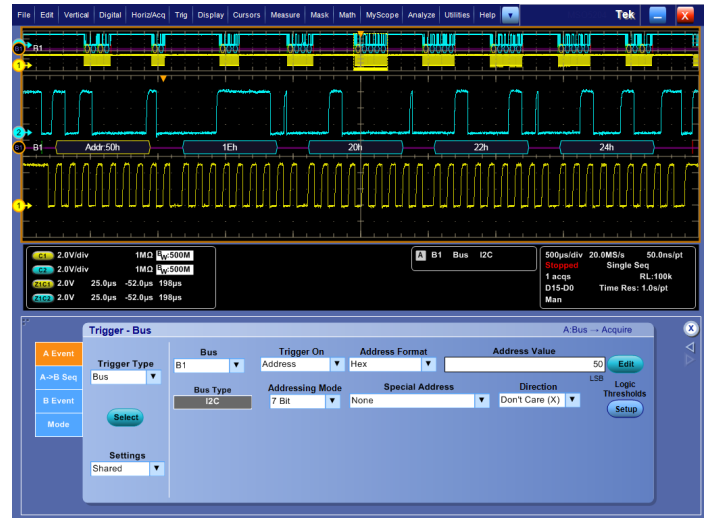 File Edit Vertical Digital Horiz/Acq Trig Display Cursors Measure Mask Math MyScope Analyze Utilities Help Tek X
B1 B1
1
2
B1 B1 Addr:50h 1Eh 20h 22h 24h
1
C1 2.0V/div 1MΩ BW:500M
C2 2.0V/div 1MΩ BW:500M
Z1C1 2.0V 25.0µs -52.0µs 198µs
Z1C2 2.0V 25.0µs -52.0µs 198µs
A B1 Bus I2C
500µs/div 20.0MS/s 50.0ns/pt
Stopped Single Seq
1 acqs RL:100k
D15-D0 Time Res: 1.0s/pt
Man
Trigger - Bus A:Bus → Acquire X
A Event
A->B Seq
B Event
Mode
Trigger Type
Bus
Select
Settings
Shared
Bus Trigger On Address Format Address Value
B1 Address Hex 50 Edit
LSB
Bus Type Addressing Mode Special Address Direction
I2C 7 Bit None Don't Care (X)
Logic
Thresholds
Setup